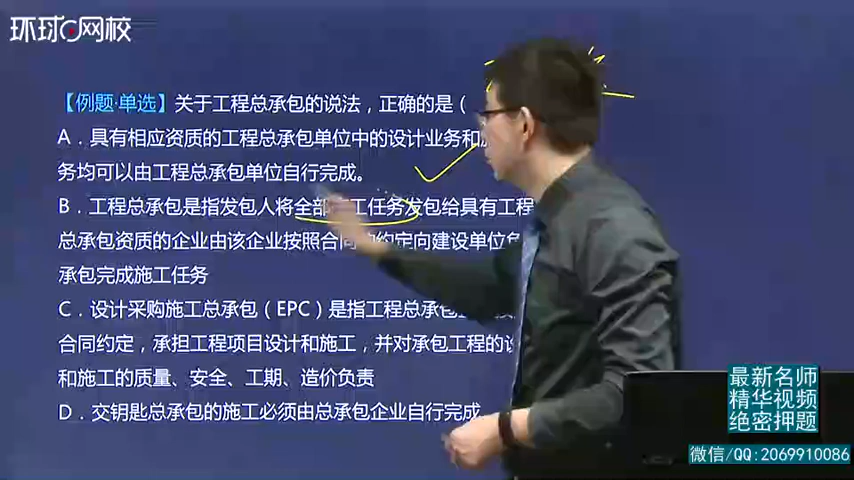 环球网校
【例题·单选】关于工程总承包的说法，正确的是（
A．具有相应资质的工程总承包单位中的设计业务和
务均可以由工程总承包单位自行完成。
B．工程总承包是指发包人将全部 工任务发包给具有工程
总承包资质的企业由该企业按照合同 约定向建设单位
承包完成施工任务
C．设计采购施工总承包（EPC）是指工程总承包
合同约定，承担工程项目设计和施工，并对承包工程的设
和施工的质量、安全、工期、造价负责
D．交钥匙总承包的施工必须由总承包企业自行完成
最新名师
精华视频
绝密押题
微信/QQ:2069910086